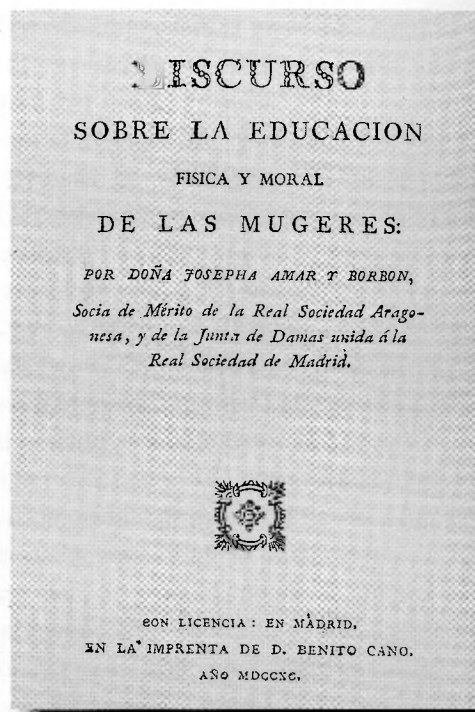 DISCURSO
SOBRE LA EDUCACION
FISICA Y MORAL
DE LAS MUGERES:
POR DOÑA JOSEPHA AMAR Y BORBON,
Socia de Mérito de la Real Sociedad Arago-
nesa, y de la Junta de Damas unida á la
Real Sociedad de Madrid.
CON LICENCIA: EN MADRID,
EN LA IMPRENTA DE D. BENITO CANO.
AÑO MDCCXC.